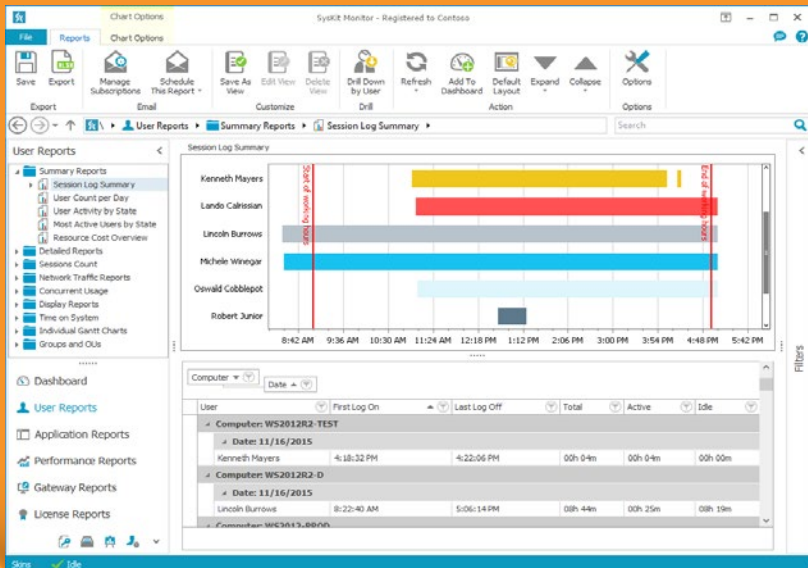 Chart Options
SysKit Monitor - Registered to Contoso
File
Reports
Chart Options
Save
Export
Manage Subscriptions
Schedule This Report
Save As View
Edit View
Delete View
Drill Down by User
Refresh
Add To Dashboard
Default Layout
Expand
Collapse
Options
Export
Email
Customize
Drill
Action
Options
User Reports
Summary Reports
Session Log Summary
Search
User Reports
Summary Reports
Session Log Summary
User Count per Day
User Activity by State
Most Active Users by State
Resource Cost Overview
Detailed Reports
Sessions Count
Network Traffic Reports
Concurrent Usage
Display Reports
Time on System
Individual Gantt Charts
Groups and OUs
Dashboard
User Reports
Application Reports
Performance Reports
Gateway Reports
License Reports
Session Log Summary
Kenneth Mayers
Lando Calrissian
Lincoln Burrows
Michele Winegar
Oswald Cobblepot
Robert Junior
Start of working hours
End of working hours
8:42 AM 9:36 AM 10:30 AM 11:24 AM 12:18 PM 1:12 PM 2:06 PM 3:00 PM 3:54 PM 4:48 PM 5:42 PM
Filters
Computer
Date
User First Log On Last Log Off Total Active Idle
Computer: WS2012R2-TEST
Date: 11/16/2015
Kenneth Mayers 4:18:32 PM 4:22:06 PM 00h 04m 00h 04m 00h 00m
Computer: WS2012R2-D
Date: 11/16/2015
Lincoln Burrows 8:22:40 AM 5:06:14 PM 08h 44m 00h 25m 08h 19m
Computer: WS2012-PROD
Skins
Idle